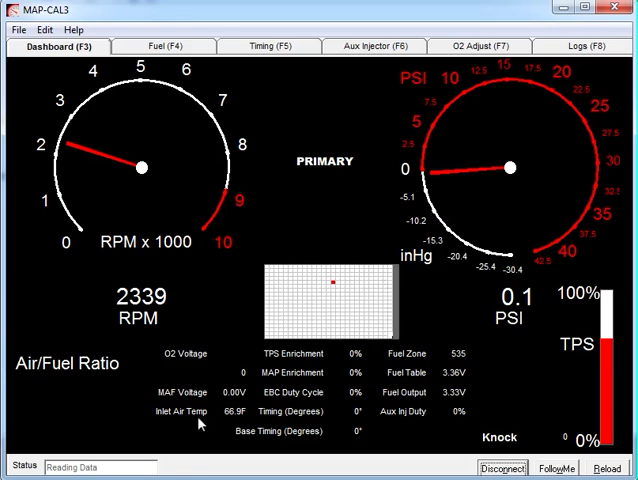 MAP-CAL3
File Edit Help
Dashboard (F3) Fuel (F4) Timing (F5) Aux Injector (F6) O2 Adjust (F7) Logs (F8)
0 1 2 3 4 5 6 7 8 9 10
RPM x 1000
2339
RPM
PRIMARY
PSI
0 2.5 5 7.5 10 12.5 15 17.5 20 22.5 25 27.5 30 32.5 35 37.5 40 42.5
-5.1 -10.2 -15.3 -20.4 -25.4 -30.4
inHg
0.1
PSI
100%
TPS
0%
Air/Fuel Ratio
O2 Voltage TPS Enrichment 0% Fuel Zone 535
0 MAP Enrichment 0% Fuel Table 3.36V
MAF Voltage 0.00V EBC Duty Cycle 0% Fuel Output 3.33V
Inlet Air Temp 66.9F Timing (Degrees) 0° Aux Inj Duty 0%
Base Timing (Degrees) 0°
Knock 0
Status Reading Data Disconnect FollowMe Reload